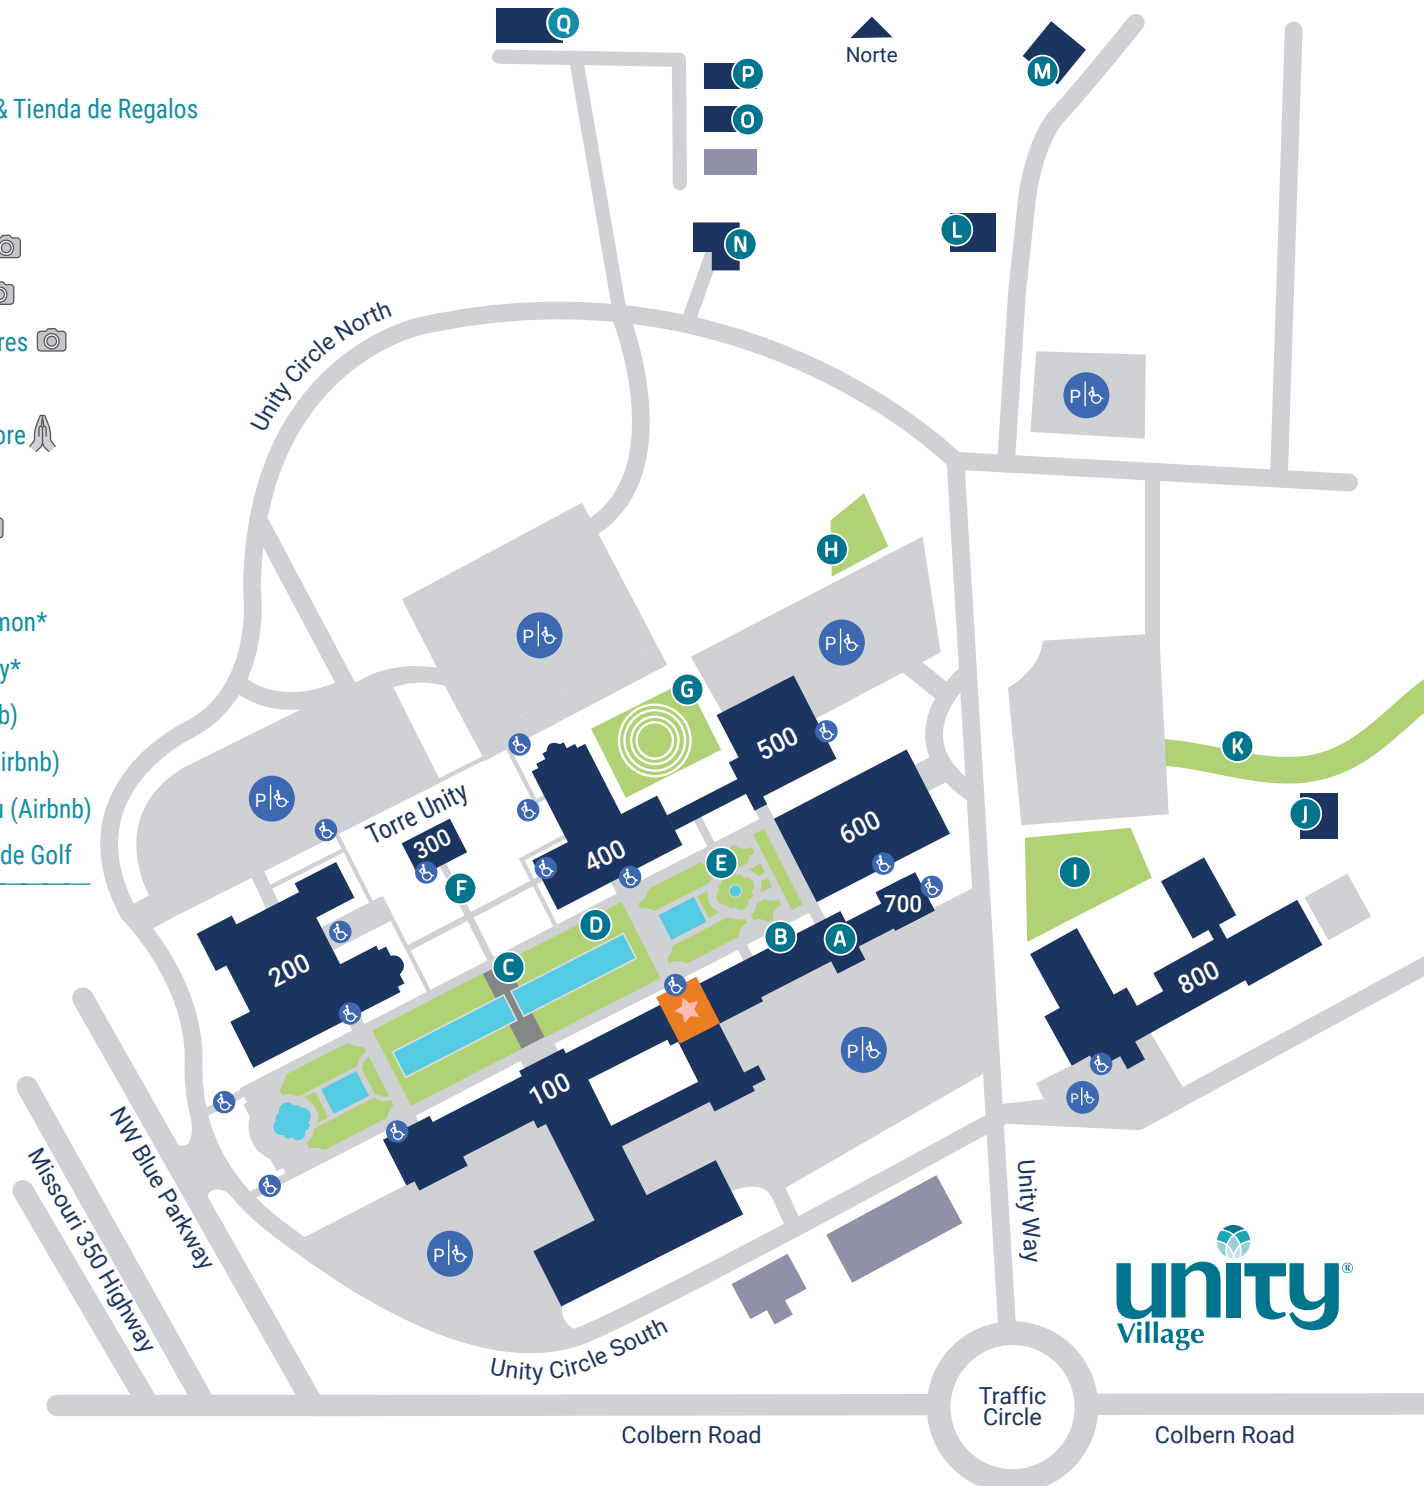 Q
Norte
P
M
& Tienda de Regalos
O
L
N
Unity Circle North
res
P
ore
H
mon*
P
P
y*
G
b)
500
K
irbnb)
P
Torre Unity
600
J
u (Airbnb)
300
400
E
I
de Golf
F
700
D
B
A
200
C
800
100
P
P
NW Blue Parkway
Missouri 350 Highway
Unity Way
P
unity®
Village
Unity Circle South
Traffic
Circle
Colbern Road
Colbern Road